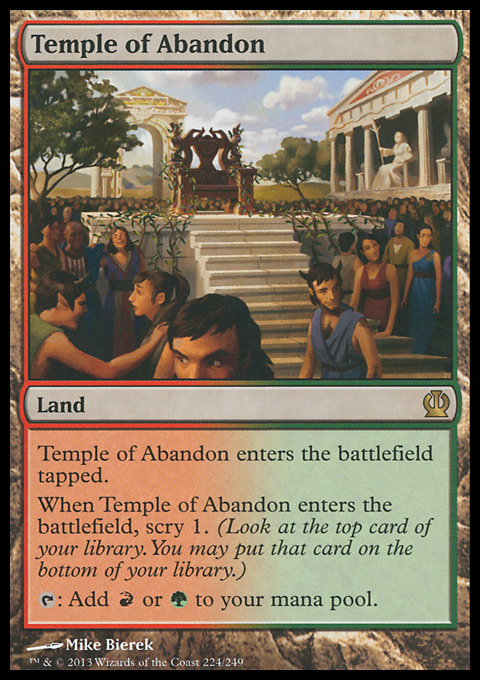 Temple of Abandon
Land
Temple of Abandon enters the battlefield
tapped.
When Temple of Abandon enters the
battlefield, scry 1. (Look at the top card of
your library. You may put that card on the
bottom of your library.)
: Add or to your mana pool.
Mike Bierek
™ & © 2013 Wizards of the Coast 224/249